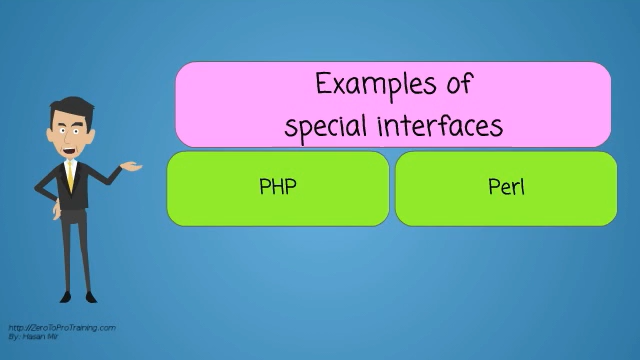 Examples of
special interfaces
PHP
Perl
http://ZeroToProTraining.com
By: Hasan Mir